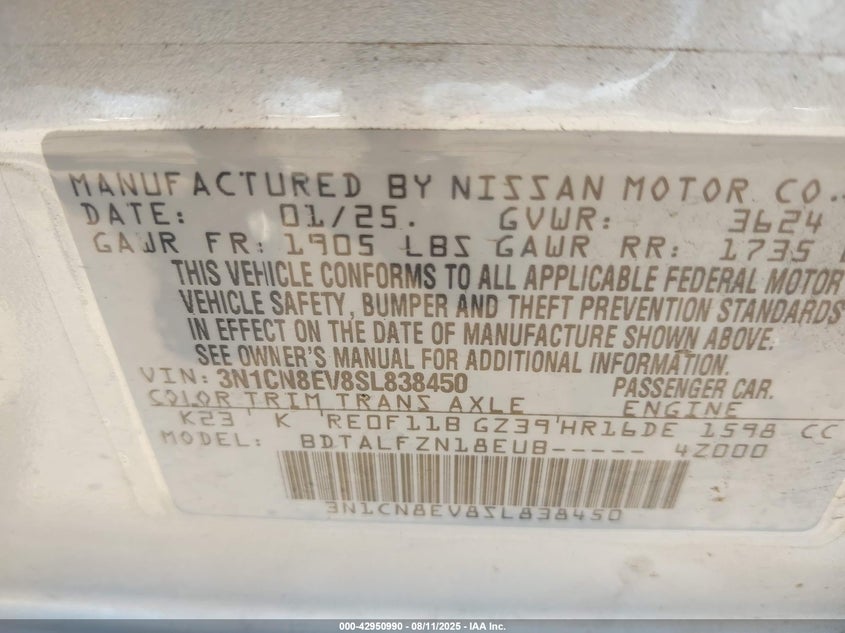 MANUFACTURED BY NISSAN MOTOR CO.
DATE: 01/25. GVWR: 3624
GAWR FR: 1905 LBS GAWR RR: 1735
THIS VEHICLE CONFORMS TO ALL APPLICABLE FEDERAL MOTOR
VEHICLE SAFETY, BUMPER AND THEFT PREVENTION STANDARDS
IN EFFECT ON THE DATE OF MANUFACTURE SHOWN ABOVE.
SEE OWNER'S MANUAL FOR ADDITIONAL INFORMATION
VIN: 3N1CN8EV8SL838450 PASSENGER CAR.
COLOR TRIM TRANS AXLE ENGINE
K23 ' K 'RE0F11B GZ39'HR16DE 1598 CC
MODEL: BDTALFZN18EUB----- 4Z000
3N1CN8EV8SL838450
000-42950990 | 08/11/2025 - IAA Inc.